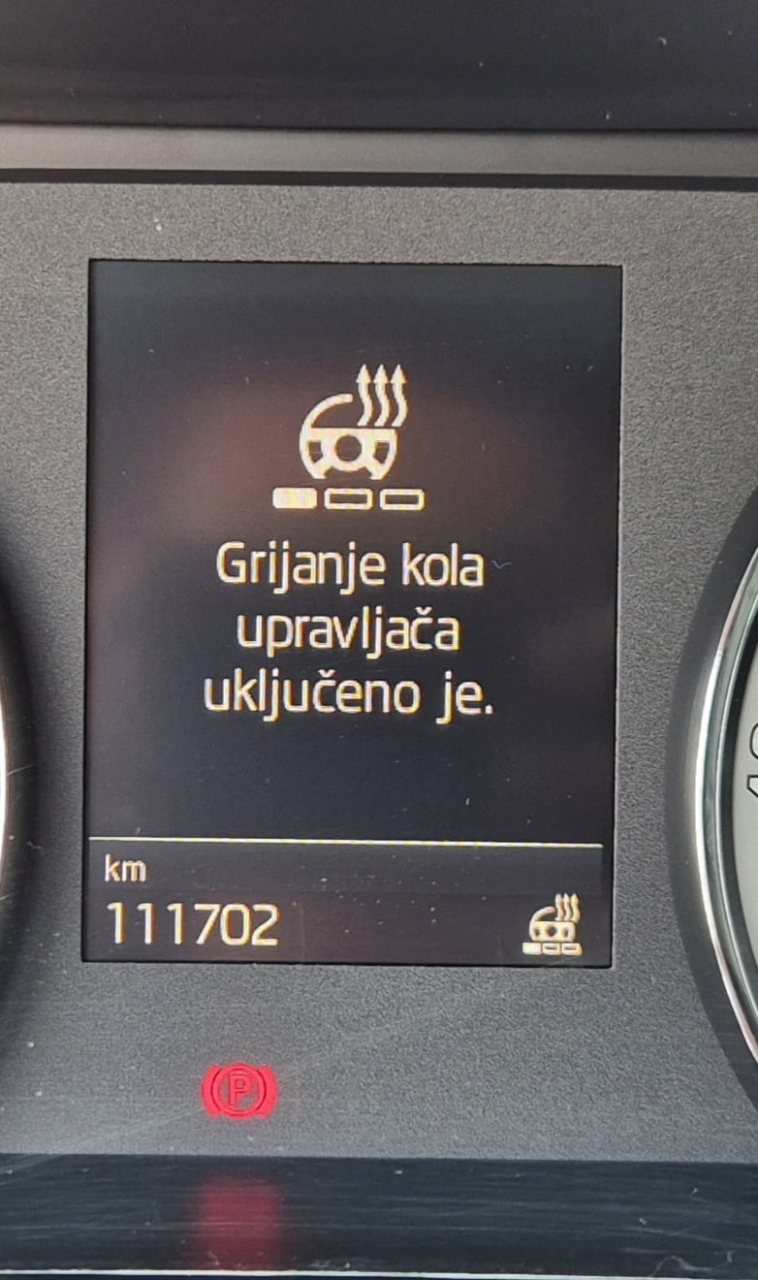 Grijanje kola
upravljača
uključeno je.
km
111702
P